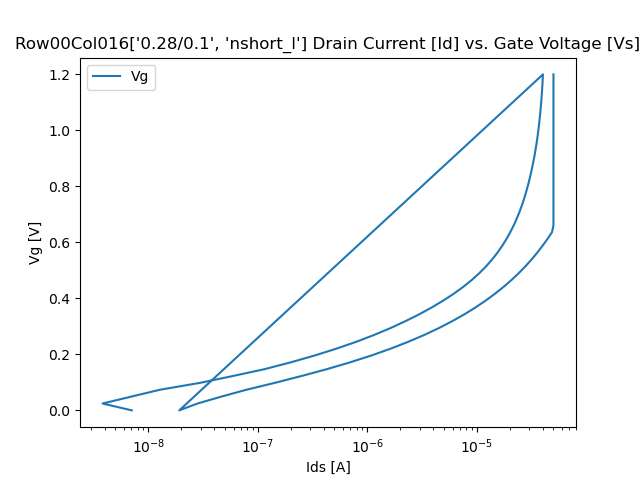 Row00Col016['0.28/0.1', 'nshort_l'] Drain Current [Id] vs. Gate Voltage [Vs]
Vg
1.2
1.0
0.8
0.6
0.4
0.2
0.0
Vg [V]
10⁻⁸ 10⁻⁷ 10⁻⁶ 10⁻⁵
Ids [A]